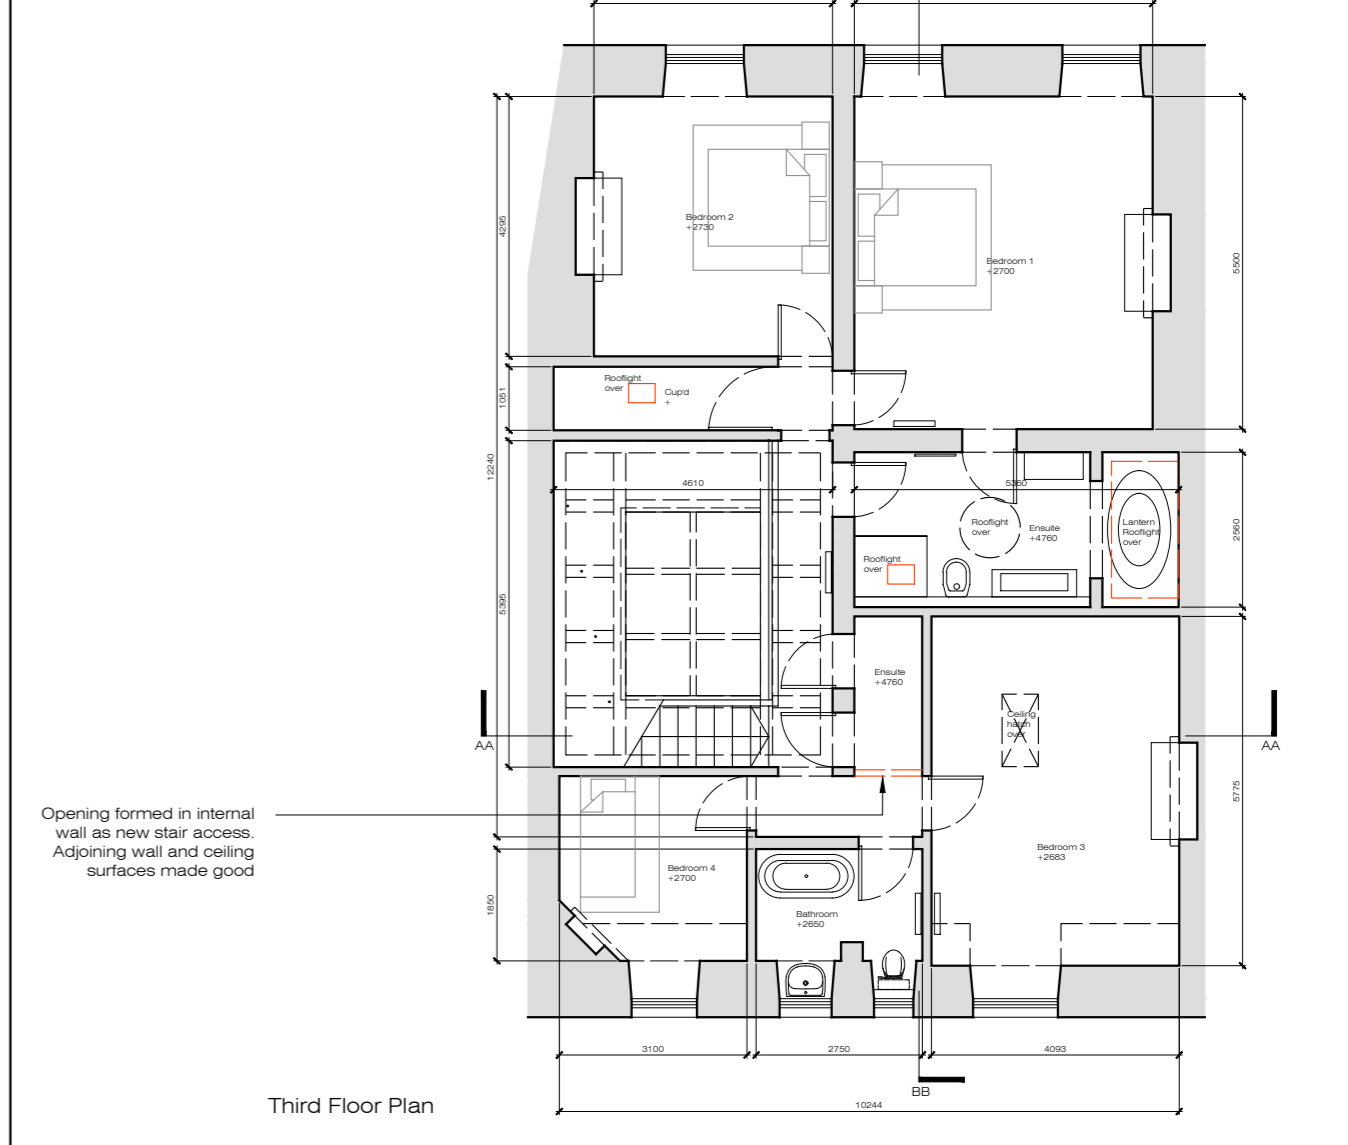 Bedroom 2
+2730
Bedroom 1
+2700
4295
5500
Rooflight
over
Cup'd
+
1051
12240
4610
5360
Rooflight
over
Ensuite
+4760
Lantern
Rooflight
over
2560
Rooflight
over
5395
Ensuite
+4760
Ceiling
hatch
over
AA
AA
5775
Opening formed in internal
wall as new stair access.
Adjoining wall and ceiling
surfaces made good
Bedroom 3
+2683
Bedroom 4
+2700
1850
Bathroom
+2650
3100
2750
4093
BB
10244
Third Floor Plan